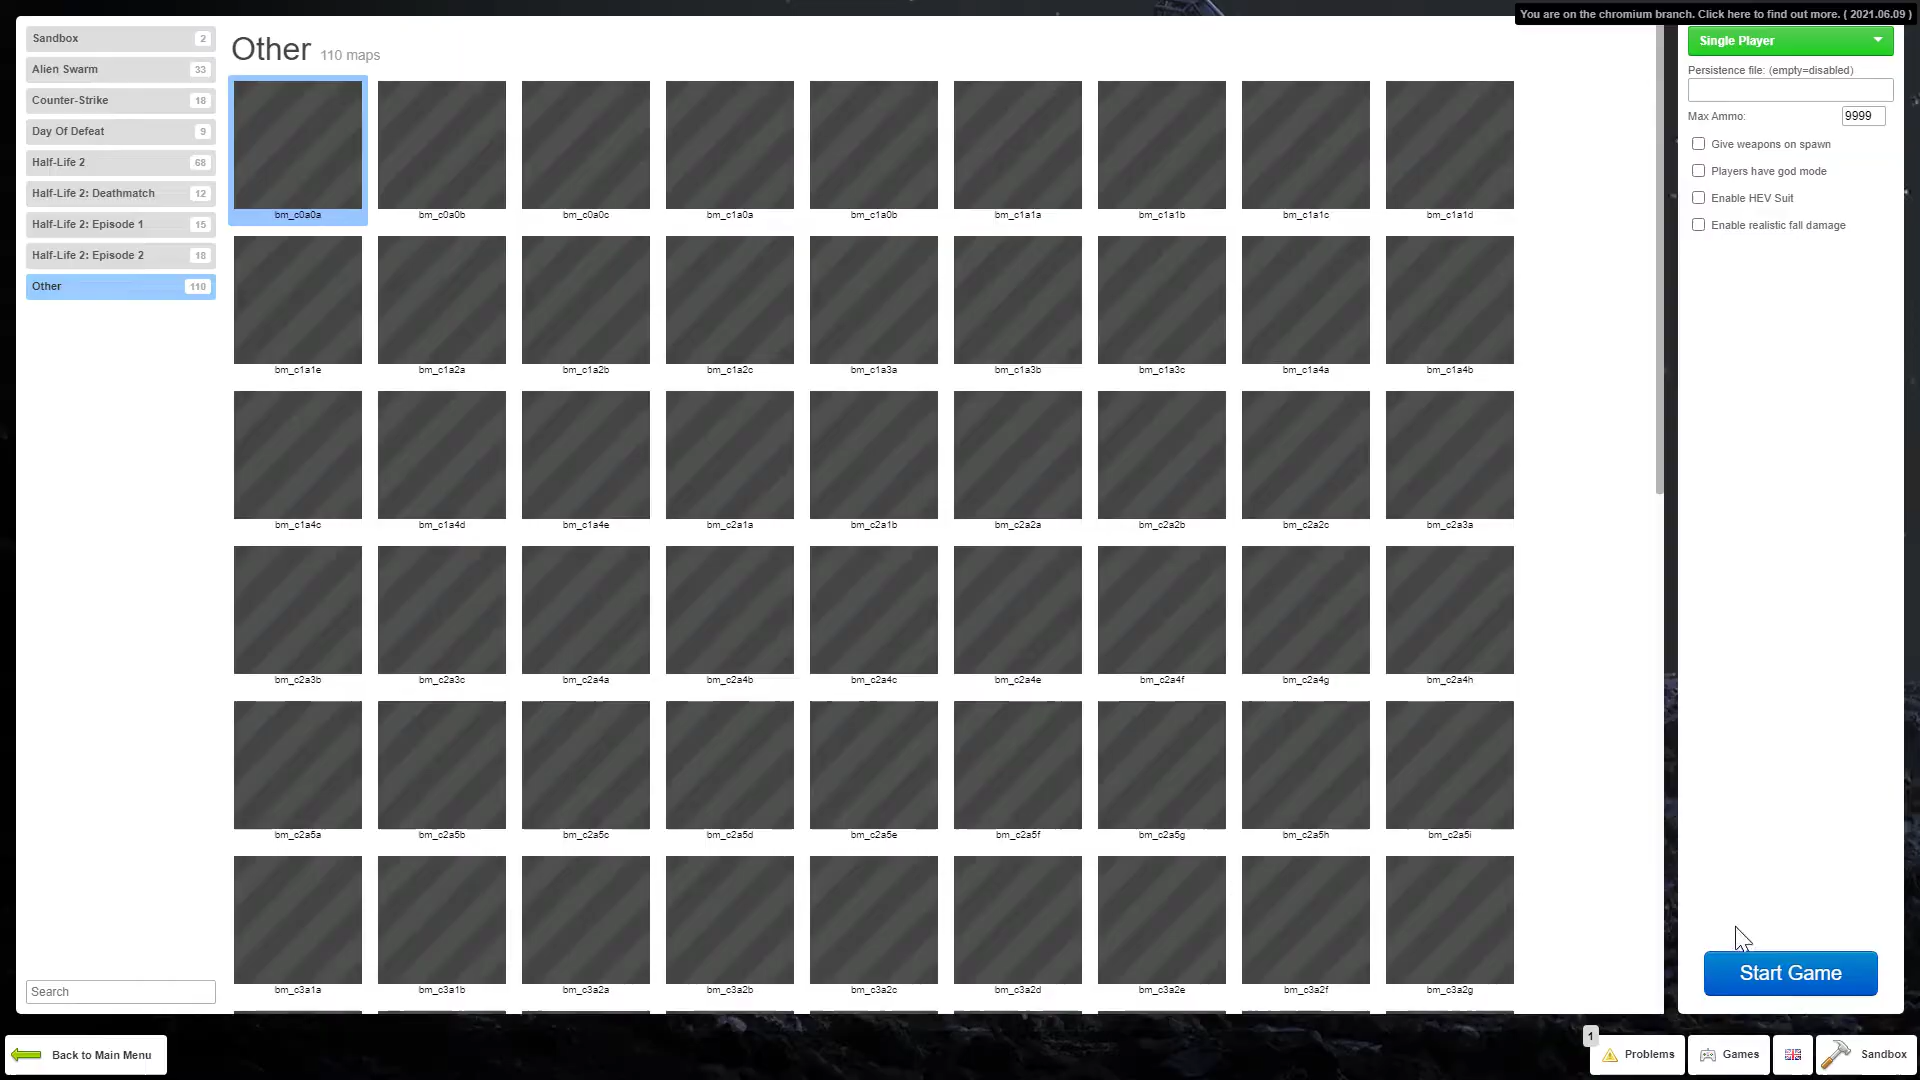 You are on the chromium branch. Click here to find out more. ( 2021.06.09 )
Sandbox 2
Alien Swarm 33
Counter-Strike 18
Day Of Defeat 9
Half-Life 2 68
Half-Life 2: Deathmatch 12
Half-Life 2: Episode 1 15
Half-Life 2: Episode 2 18
Other 110
Search
Other 110 maps
bm_c0a0a bm_c0a0b bm_c0a0c bm_c1a0a bm_c1a0b bm_c1a1a bm_c1a1b bm_c1a1c bm_c1a1d
bm_c1a1e bm_c1a2a bm_c1a2b bm_c1a2c bm_c1a3a bm_c1a3b bm_c1a3c bm_c1a4a bm_c1a4b
bm_c1a4c bm_c1a4d bm_c1a4e bm_c2a1a bm_c2a1b bm_c2a2a bm_c2a2b bm_c2a2c bm_c2a3a
bm_c2a3b bm_c2a3c bm_c2a4a bm_c2a4b bm_c2a4c bm_c2a4e bm_c2a4f bm_c2a4g bm_c2a4h
bm_c2a5a bm_c2a5b bm_c2a5c bm_c2a5d bm_c2a5e bm_c2a5f bm_c2a5g bm_c2a5h bm_c2a5i
bm_c3a1a bm_c3a1b bm_c3a2a bm_c3a2b bm_c3a2c bm_c3a2d bm_c3a2e bm_c3a2f bm_c3a2g
Single Player
Persistence file: (empty=disabled)
Max Ammo: 9999
Give weapons on spawn
Players have god mode
Enable HEV Suit
Enable realistic fall damage
Start Game
Back to Main Menu
1
Problems
Games
Sandbox